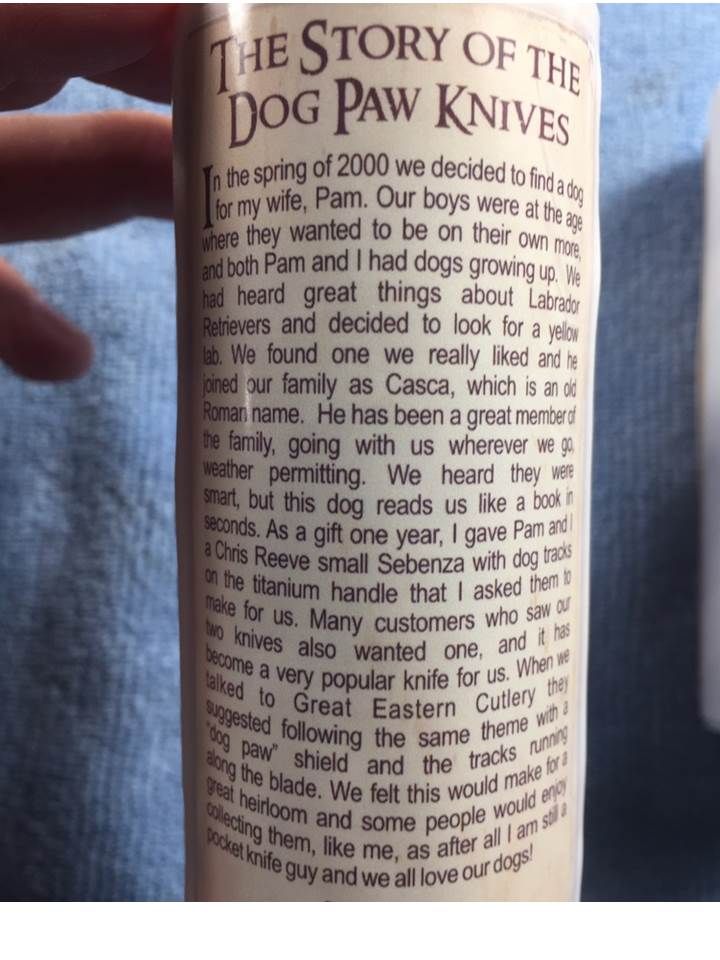 THE STORY OF THE
DOG PAW KNIVES
In the spring of 2000 we decided to find a dog
for my wife, Pam. Our boys were at the age
where they wanted to be on their own more,
and both Pam and I had dogs growing up. We
had heard great things about Labrador
Retrievers and decided to look for a yellow
lab. We found one we really liked and he
joined our family as Casca, which is an old
Roman name. He has been a great member of
the family, going with us wherever we go,
weather permitting. We heard they were
smart, but this dog reads us like a book in
seconds. As a gift one year, I gave Pam and I
a Chris Reeve small Sebenza with dog tracks
on the titanium handle that I asked them to
make for us. Many customers who saw our
two knives also wanted one, and it has
become a very popular knife for us. When we
talked to Great Eastern Cutlery they
suggested following the same theme with a
"dog paw" shield and the tracks running
along the blade. We felt this would make for a
great heirloom and some people would enjoy
collecting them, like me, as after all I am still a
pocket knife guy and we all love our dogs!